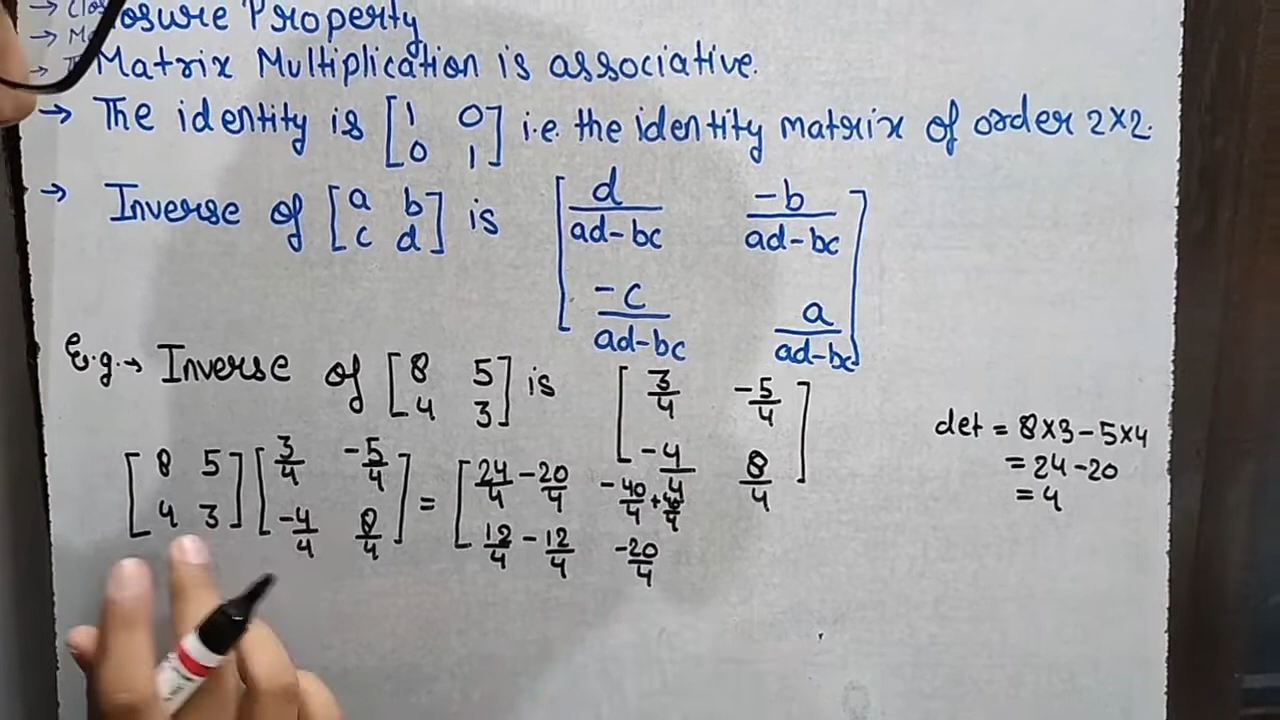 → Closure Property
→ Matrix Multiplication is associative.
→ The identity is [1 0; 0 1] i.e. the identity matrix of order 2×2.
→ Inverse of [a b; c d] is [d/ad-bc -b/ad-bc; -c/ad-bc a/ad-bc]
E.g.→ Inverse of [8 5; 4 3] is [3/4 -5/4; -4/4 8/4]
det = 8×3-5×4
= 24-20
= 4
[8 5; 4 3] [3/4 -5/4; -4/4 8/4] = [24/4 - 20/4 -40/4 + 40/4; 12/4 - 12/4 -20/4